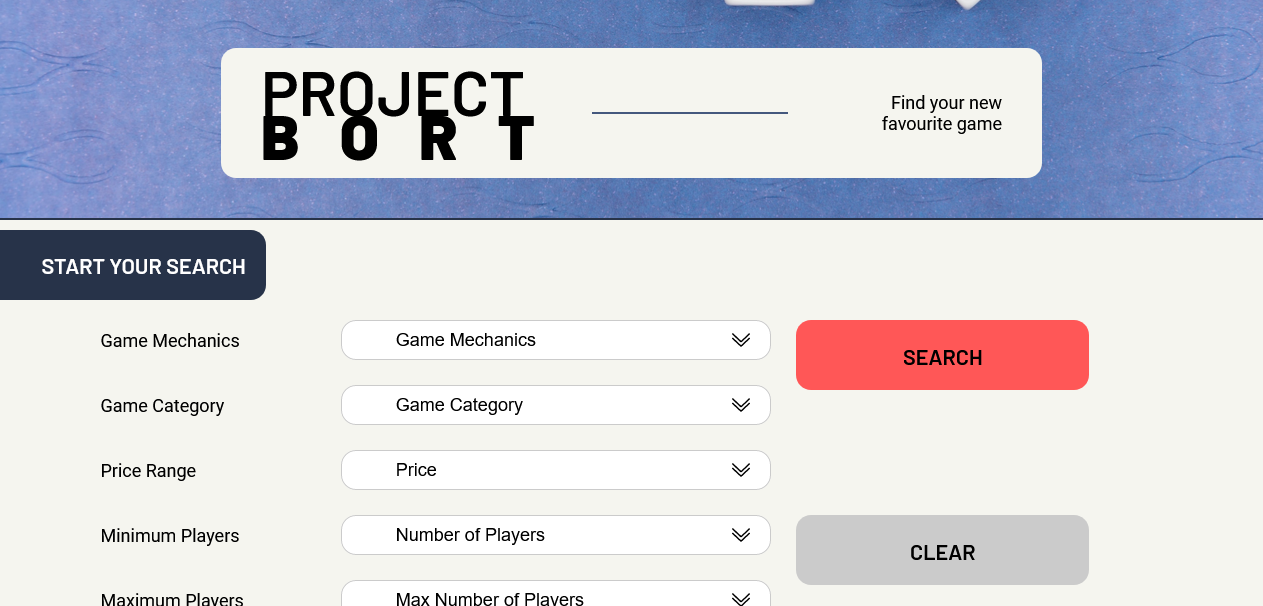 PROJECT
BORT
Find your new
favourite game
START YOUR SEARCH
Game Mechanics
Game Mechanics
SEARCH
Game Category
Game Category
Price Range
Price
Minimum Players
Number of Players
CLEAR
Maximum Players
Max Number of Players